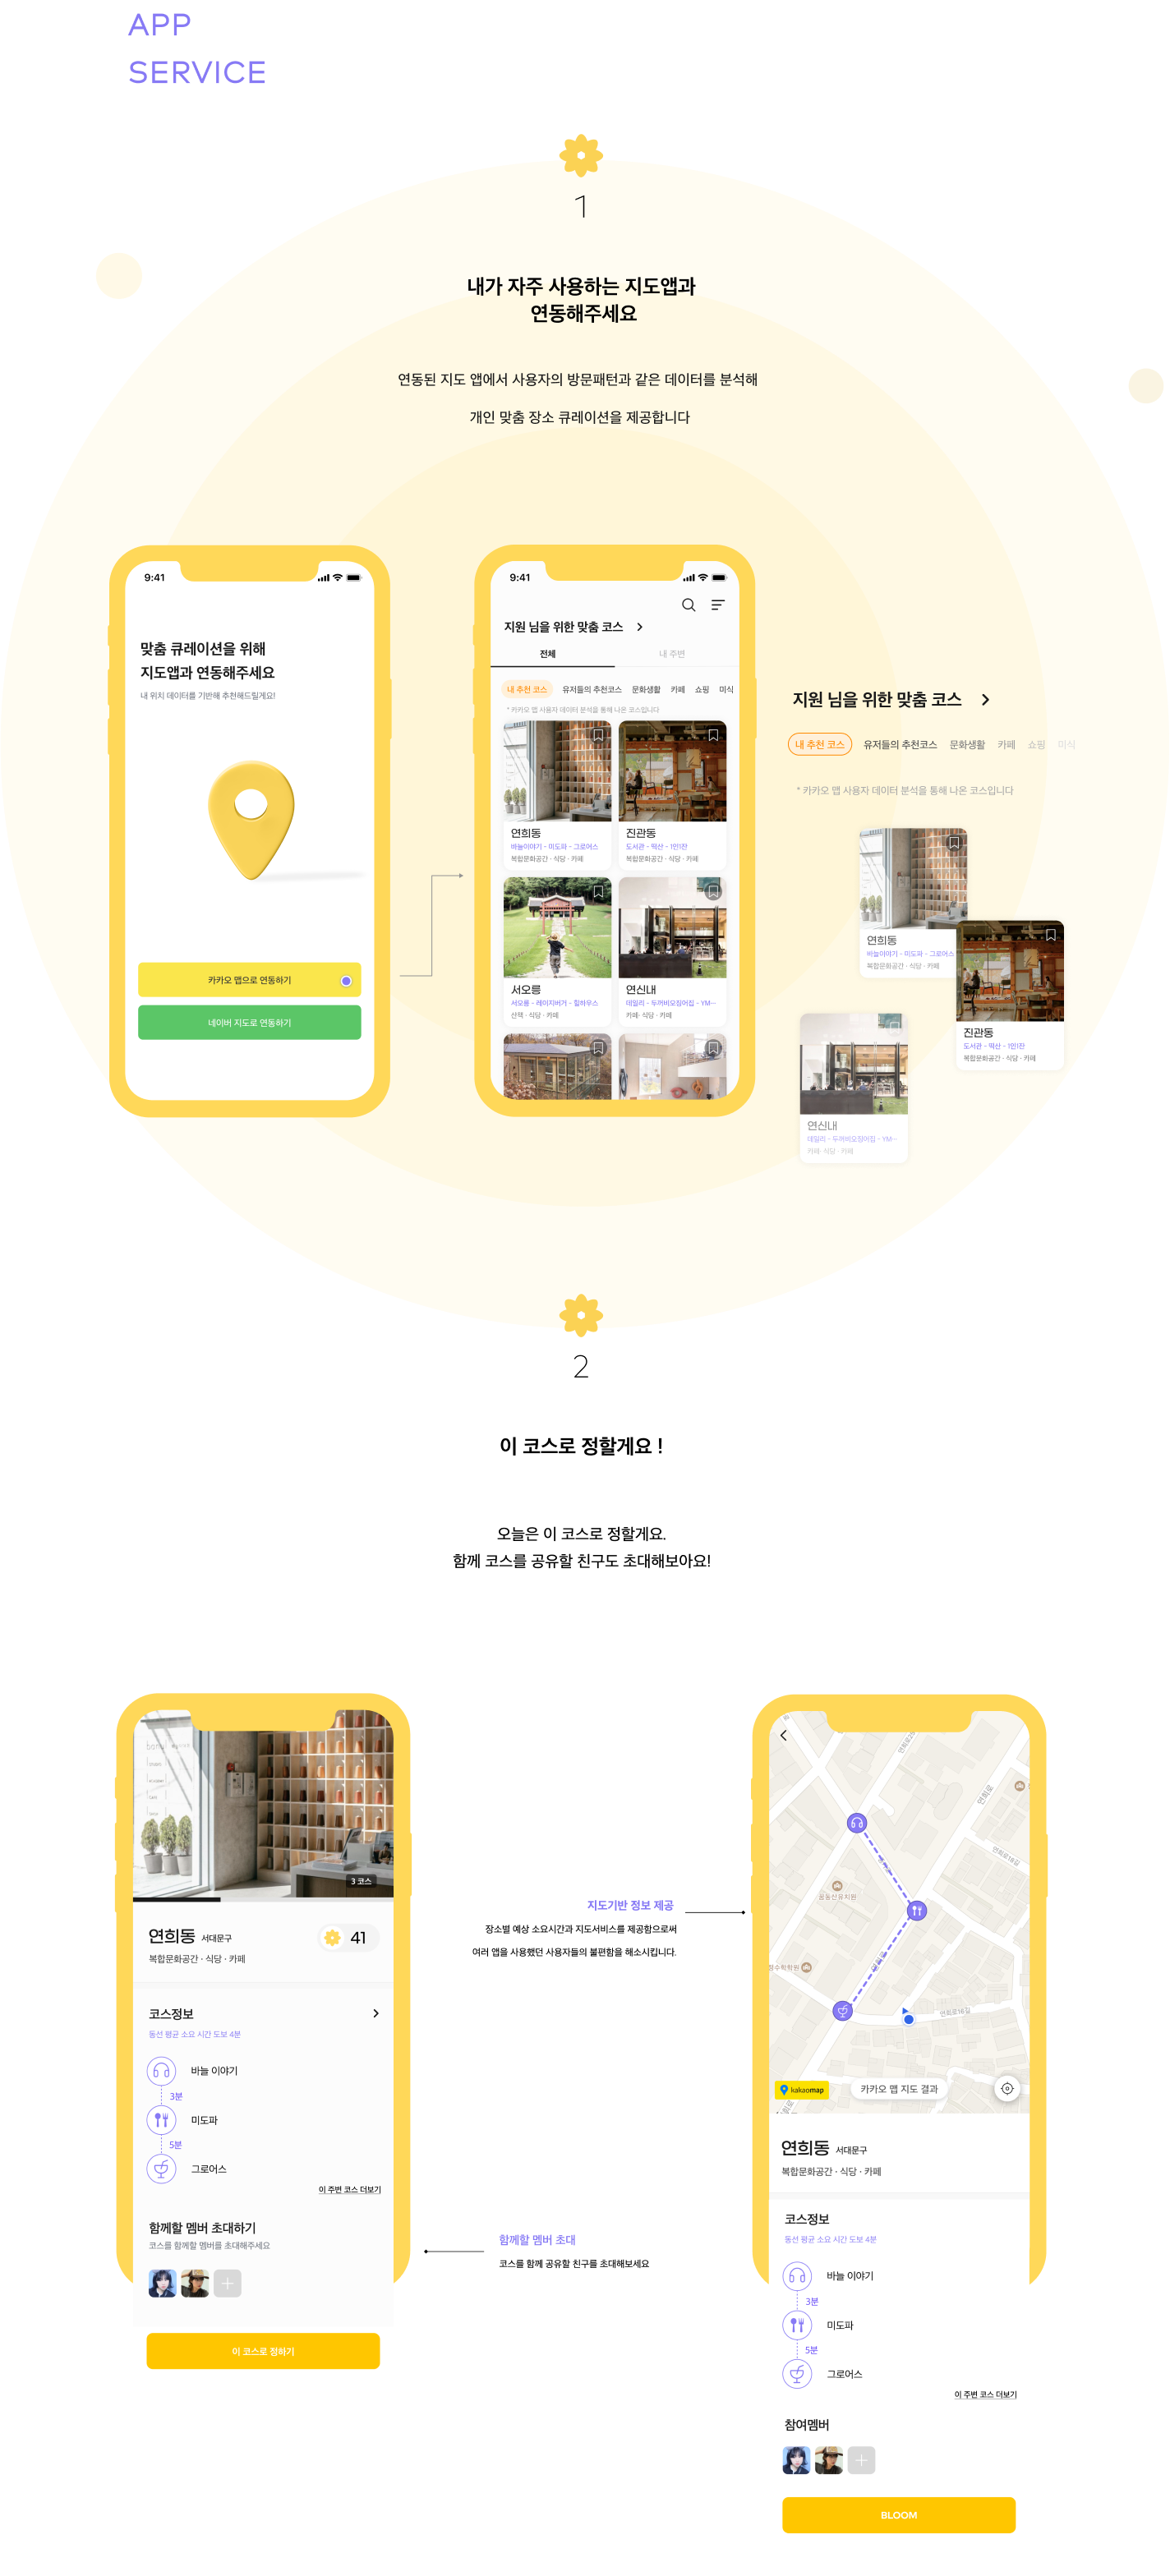 APP
SERVICE
1
내가 자주 사용하는 지도앱과
연동해주세요
연동된 지도 앱에서 사용자의 방문패턴과 같은 데이터를 분석해
개인 맞춤 장소 큐레이션을 제공합니다
9:41
맞춤 큐레이션을 위해
지도앱과 연동해주세요
내 위치 데이터를 기반해 추천해드릴게요!
카카오 맵으로 연동하기
네이버 지도로 연동하기
9:41
지원 님을 위한 맞춤 코스
전체 내 주변
내 추천 코스 유저들의 추천코스 문화생활 카페 쇼핑 미식
* 카카오 맵 사용자 데이터 분석을 통해 나온 코스입니다
연희동
바늘이야기 - 미도파 - 그로어스
복합문화공간 · 식당 · 카페
진관동
도서관 - 떡산 - 1인1잔
복합문화공간 · 식당 · 카페
서오릉
서오릉 - 레이지버거 - 힐하우스
산책 · 식당 · 카페
연신내
데일리 - 두꺼비오징어집 - YM···
카페· 식당 · 카페
지원 님을 위한 맞춤 코스
내 추천 코스 유저들의 추천코스 문화생활 카페 쇼핑 미식
* 카카오 맵 사용자 데이터 분석을 통해 나온 코스입니다
연희동
바늘이야기 - 미도파 - 그로어스
복합문화공간 · 식당 · 카페
진관동
도서관 - 떡산 - 1인1잔
복합문화공간 · 식당 · 카페
연신내
데일리 - 두꺼비오징어집 - YM···
카페· 식당 · 카페
2
이 코스로 정할게요 !
오늘은 이 코스로 정할게요.
함께 코스를 공유할 친구도 초대해보아요!
3 코스
연희동 서대문구
41
복합문화공간 · 식당 · 카페
코스정보
동선 평균 소요 시간 도보 4분
바늘 이야기
3분
미도파
5분
그로어스
이 주변 코스 더보기
함께할 멤버 초대하기
코스를 함께할 멤버를 초대해주세요
이 코스로 정하기
지도기반 정보 제공
장소별 예상 소요시간과 지도서비스를 제공함으로써
여러 앱을 사용했던 사용자들의 불편함을 해소시킵니다.
함께할 멤버 초대
코스를 함께 공유할 친구를 초대해보세요
연희로
연희로18길
궁동산유치원
연희로
연희로16길
kakaomap
카카오 맵 지도 결과
연희동 서대문구
복합문화공간 · 식당 · 카페
코스정보
동선 평균 소요 시간 도보 4분
바늘 이야기
3분
미도파
5분
그로어스
이 주변 코스 더보기
참여멤버
BLOOM